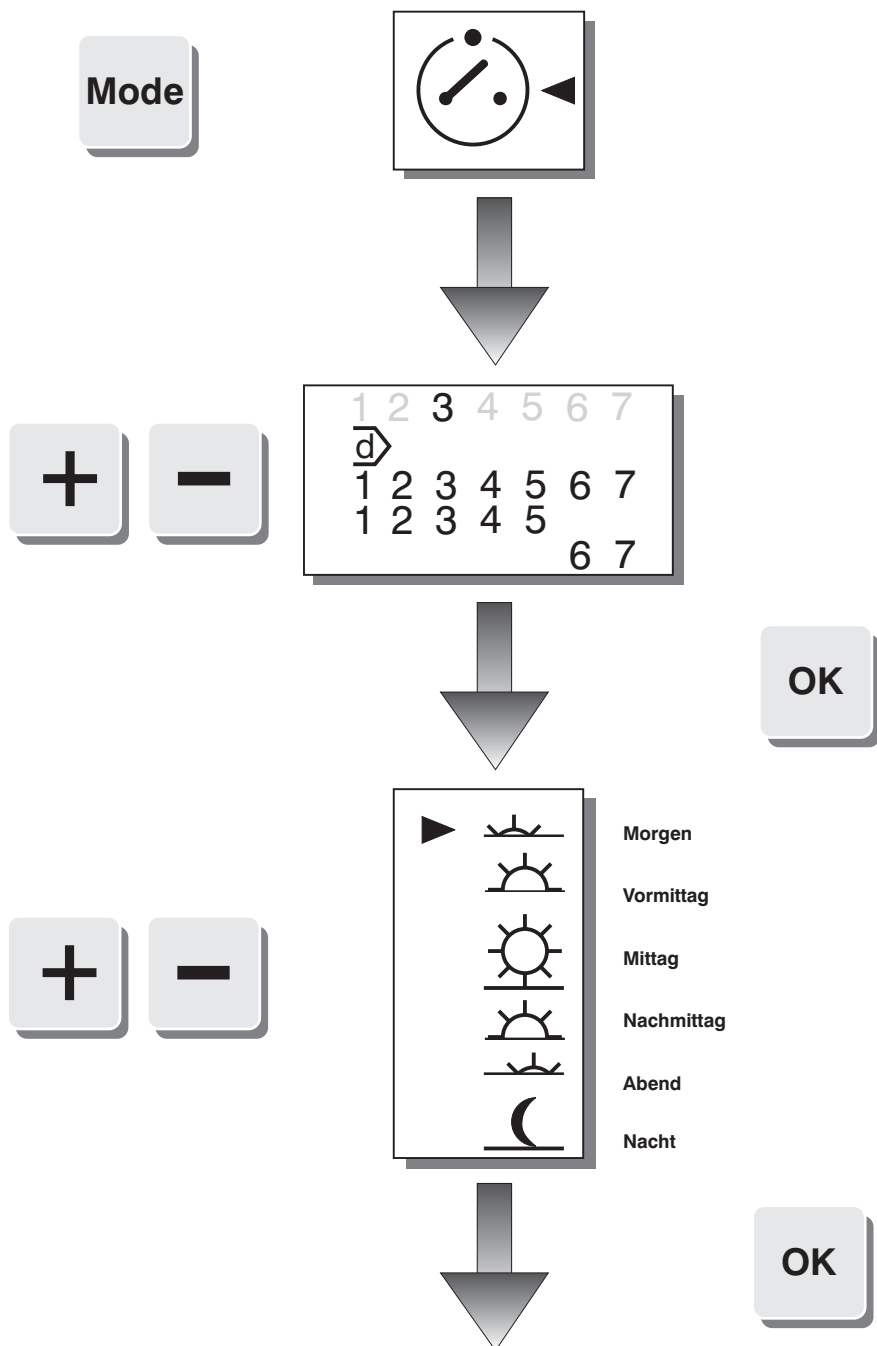 Mode
1 2 3 4 5 6 7
d
+ −
1 2 3 4 5 6 7
1 2 3 4 5
6 7
OK
Morgen
Vormittag
Mittag
+ −
Nachmittag
Abend
Nacht
OK